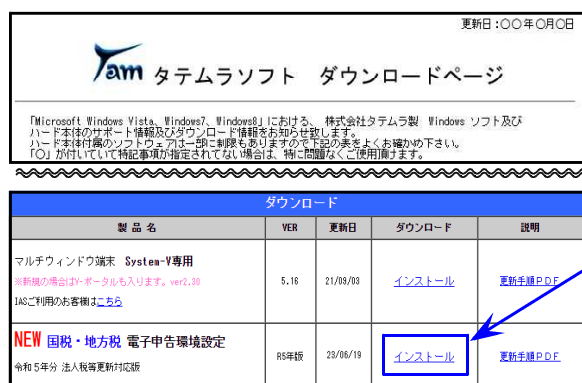 更新日:〇〇年〇月〇日
Tam タテムラソフト ダウンロードページ
「Microsoft Windows Vista、Windows7、Windows8」における、 株式会社タテムラ製 Windows ソフト及び
ハード本体のサポート情報及びダウンロード情報をお知らせ致します。
ハード本体付属のソフトウェアは一部に制限もありますので下記の表をよくお確かめ下さい。
「〇」が付いていて特記事項が指定されてない場合は、特に問題なくご使用頂けます。
ダウンロード
製品名 VER 更新日 ダウンロード 説明
マルチウィンドウ端末 System-V専用
※新規の場合はV-ポータルも入ります。ver2.30 5.16 21/09/03 インストール 更新手順PDF
IASご利用のお客様はこちら
NEW 国税・地方税 電子申告環境設定
令和5年分 法人税等更新対応版 R5年版 23/06/19 インストール 更新手順PDF